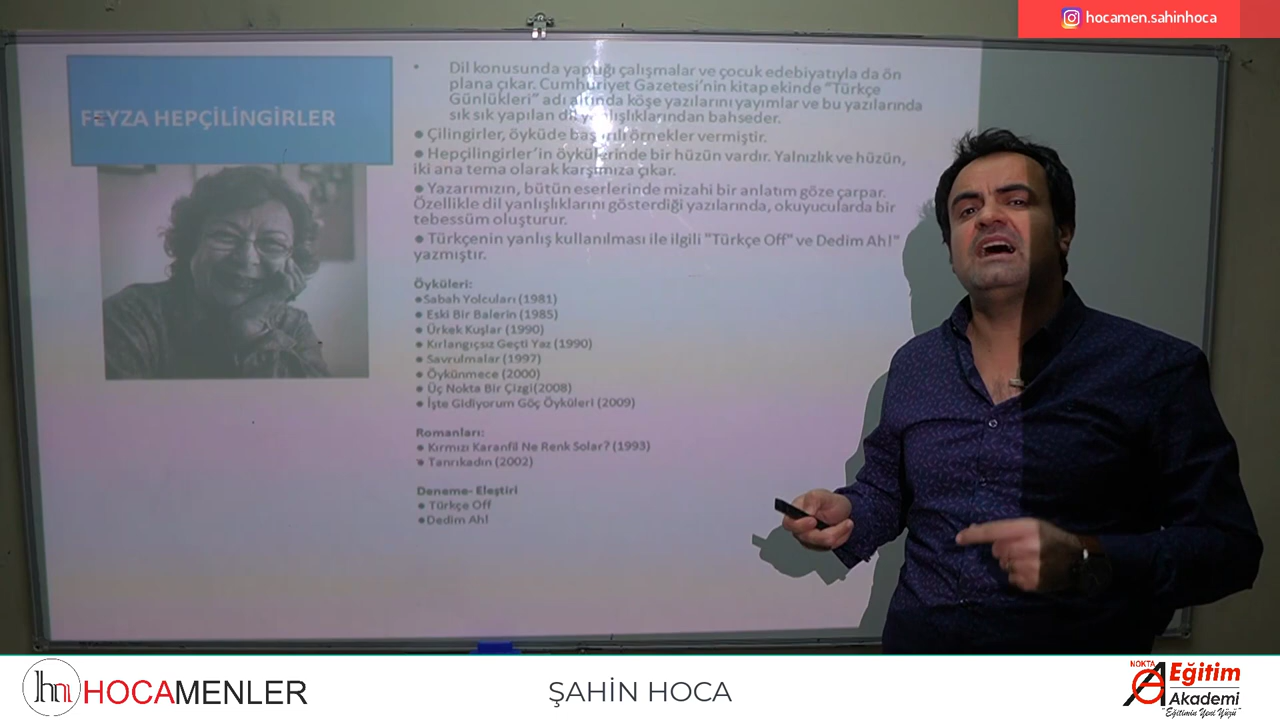 hocamen.sahinhoca
FEYZA HEPÇİLİNGİRLER
• Dil konusunda yaptığı çalışmalar ve çocuk edebiyatıyla da ön
plana çıkar. Cumhuriyet Gazetesi'nin kitap ekinde "Türkçe
Günlükleri" adı altında köşe yazılarını yayımlar ve bu yazılarında
sık sık yapılan dil yanlışlıklarından bahseder.
● Çilingirler, öyküde başarılı örnekler vermiştir.
● Hepçilingirler'in öykülerinde bir hüzün vardır. Yalnızlık ve hüzün,
iki ana tema olarak karşımıza çıkar.
● Yazarımızın, bütün eserlerinde mizahi bir anlatım göze çarpar.
Özellikle dil yanlışlıklarını gösterdiği yazılarında, okuyucularda bir
tebessüm oluşturur.
● Türkçenin yanlış kullanılması ile ilgili "Türkçe Off" ve Dedim Ah!"
yazmıştır.
Öyküleri:
●Sabah Yolcuları (1981)
● Eski Bir Balerin (1985)
● Ürkek Kuşlar (1990)
● Kırlangıçsız Geçti Yaz (1990)
● Savrulmalar (1997)
● Öykünmece (2000)
● Üç Nokta Bir Çizgi(2008)
● İşte Gidiyorum Göç Öyküleri (2009)
Romanları:
● Kırmızı Karanfil Ne Renk Solar? (1993)
● Tanrıkadın (2002)
Deneme- Eleştiri
● Türkçe Off
●Dedim Ah!
hm HOCAMENLER
ŞAHİN HOCA
NOKTA
A Eğitim
Akademi
"Eğitimin Yeni Yüzü"